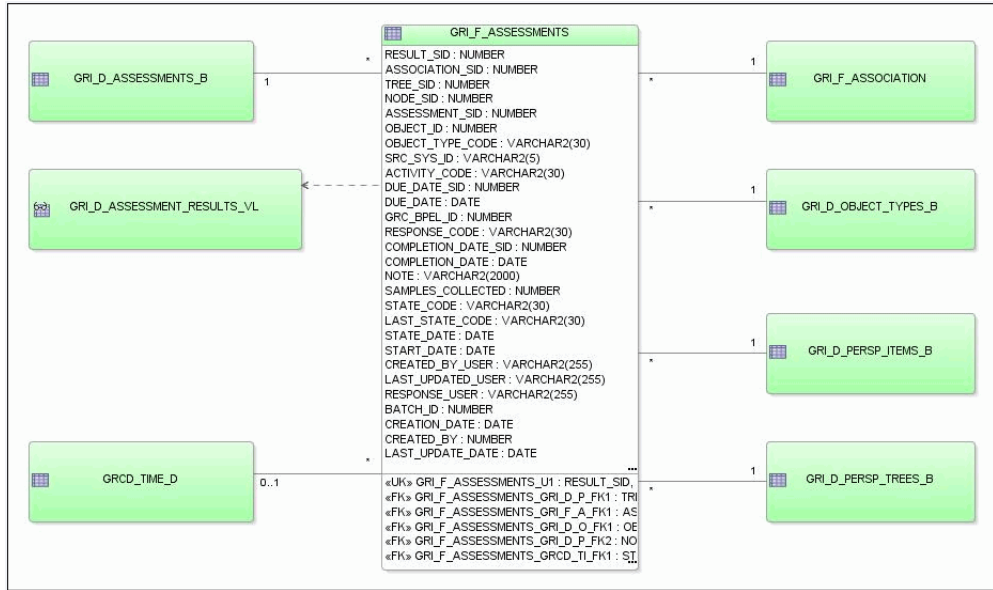 GRI_F_ASSESSMENTS
RESULT_SID : NUMBER
ASSOCIATION_SID : NUMBER
TREE_SID : NUMBER
NODE_SID : NUMBER
ASSESSMENT_SID : NUMBER
OBJECT_ID : NUMBER
OBJECT_TYPE_CODE : VARCHAR2(30)
SRC_SYS_ID : VARCHAR2(5)
ACTIVITY_CODE : VARCHAR2(30)
DUE_DATE_SID : NUMBER
DUE_DATE : DATE
GRC_BPEL_ID : NUMBER
RESPONSE_CODE : VARCHAR2(30)
COMPLETION_DATE_SID : NUMBER
COMPLETION_DATE : DATE
NOTE : VARCHAR2(2000)
SAMPLES_COLLECTED : NUMBER
STATE_CODE : VARCHAR2(30)
LAST_STATE_CODE : VARCHAR2(30)
STATE_DATE : DATE
START_DATE : DATE
CREATED_BY_USER : VARCHAR2(255)
LAST_UPDATED_USER : VARCHAR2(255)
RESPONSE_USER : VARCHAR2(255)
BATCH_ID : NUMBER
CREATION_DATE : DATE
CREATED_BY : NUMBER
LAST_UPDATE_DATE : DATE
...
«UK» GRI_F_ASSESSMENTS_U1 : RESULT_SID,
«FK» GRI_F_ASSESSMENTS_GRI_D_P_FK1 : TRI
«FK» GRI_F_ASSESSMENTS_GRI_F_A_FK1 : AS
«FK» GRI_F_ASSESSMENTS_GRI_D_O_FK1 : OE
«FK» GRI_F_ASSESSMENTS_GRI_D_P_FK2 : NO
«FK» GRI_F_ASSESSMENTS_GRCD_TI_FK1 : ST
...
GRI_D_ASSESSMENTS_B
1
*
GRI_D_ASSESSMENT_RESULTS_VL
GRCD_TIME_D
0..1
*
GRI_F_ASSOCIATION
1
*
GRI_D_OBJECT_TYPES_B
1
*
GRI_D_PERSP_ITEMS_B
1
*
GRI_D_PERSP_TREES_B
1
*